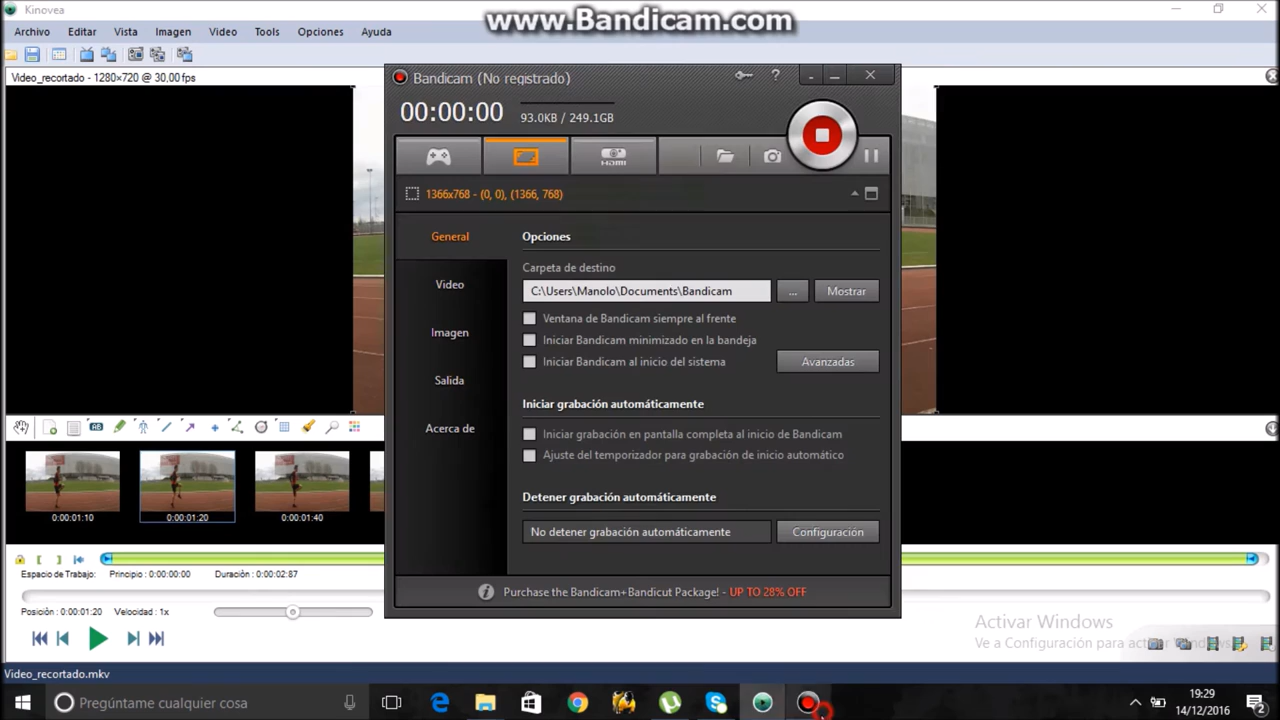 Kinovea
www.Bandicam.com
Archivo Editar Vista Imagen Video Tools Opciones Ayuda
Video_recortado - 1280×720 @ 30,00 fps
Bandicam (No registrado)
?
00:00:00
93.0KB / 249.1GB
HDMI
1366x768 - (0, 0), (1366, 768)
General
Video
Imagen
Salida
Acerca de
Opciones
Carpeta de destino
C:\Users\Manolo\Documents\Bandicam
...
Mostrar
Ventana de Bandicam siempre al frente
Iniciar Bandicam minimizado en la bandeja
Iniciar Bandicam al inicio del sistema
Avanzadas
Iniciar grabación automáticamente
Iniciar grabación en pantalla completa al inicio de Bandicam
Ajuste del temporizador para grabación de inicio automático
Detener grabación automáticamente
No detener grabación automáticamente
Configuración
Purchase the Bandicam+Bandicut Package! - UP TO 28% OFF
0:00:01:10
0:00:01:20
0:00:01:40
Espacio de Trabajo: Principio : 0:00:00:00 Duración : 0:00:02:87
Posición : 0:00:01:20 Velocidad : 1x
Activar Windows
Ve a Configuración para
Video_recortado.mkv
Pregúntame cualquier cosa
19:29
14/12/2016
2